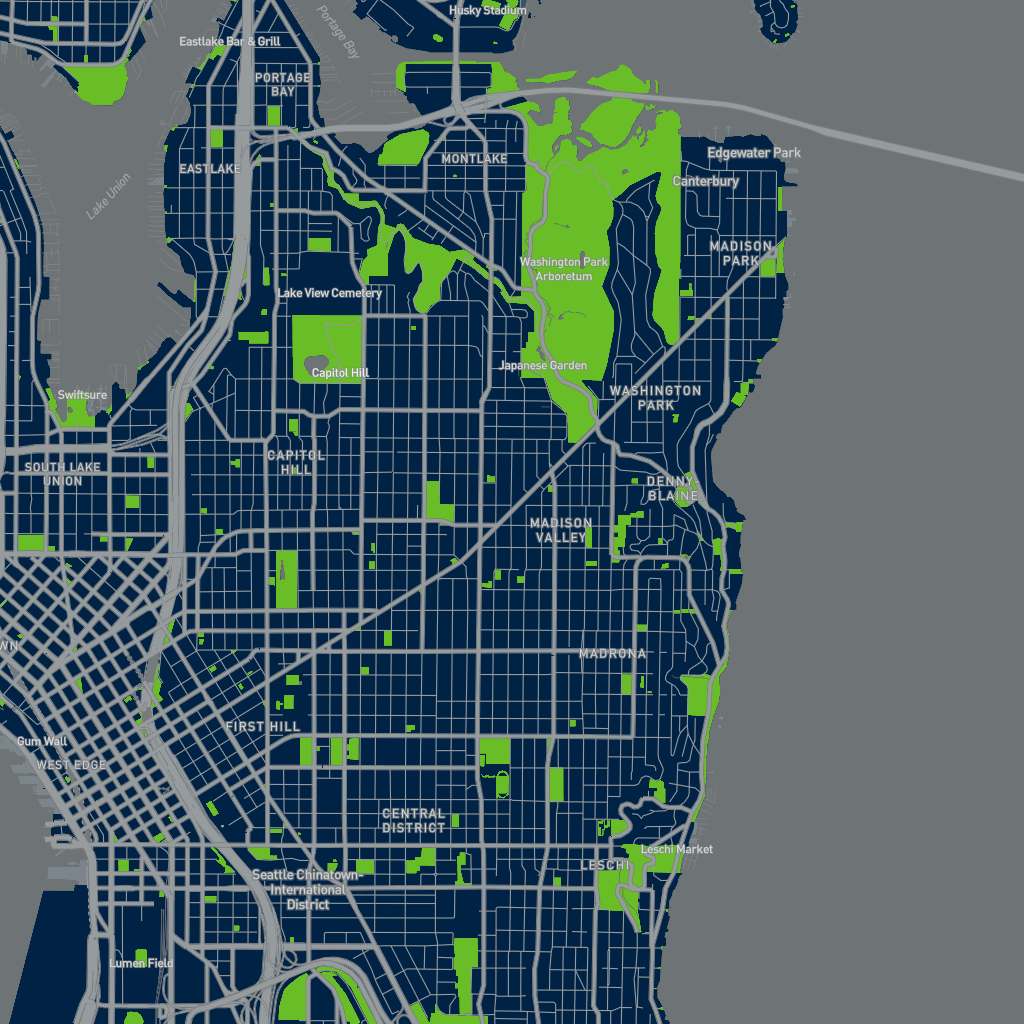 Husky Stadium
Portage Bay
Eastlake Bar & Grill
PORTAGE
BAY
EASTLAKE
MONTLAKE
Edgewater Park
Canterbury
Lake Union
MADISON
PARK
Washington Park
Arboretum
Lake View Cemetery
Japanese Garden
Capitol Hill
Swiftsure
WASHINGTON
PARK
CAPITOL
HILL
SOUTH LAKE
UNION
DENNY-
BLAINE
MADISON
VALLEY
WN
MADRONA
FIRST HILL
Gum Wall
WEST EDGE
CENTRAL
DISTRICT
Leschi Market
LESCHI
Seattle Chinatown-
International
District
Lumen Field